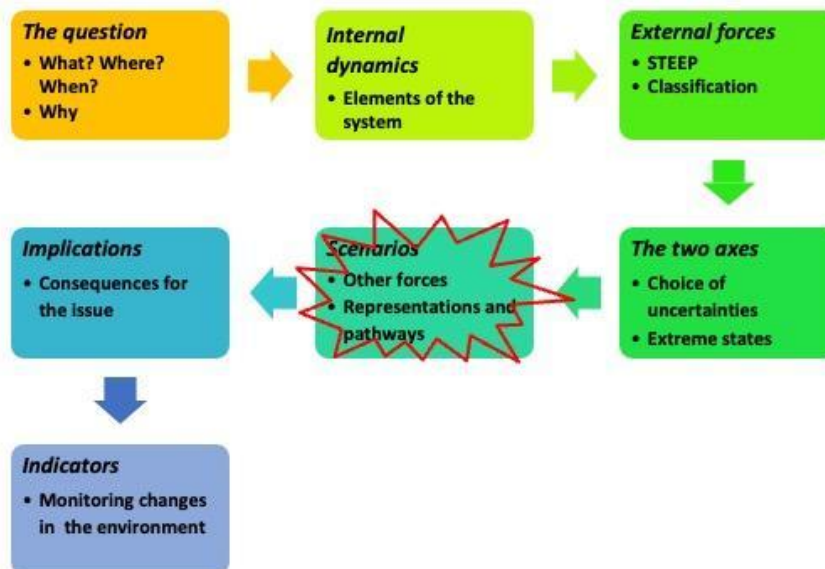 The question
• What? Where?
When?
• Why
Internal
dynamics
• Elements of the
system
External forces
• STEEP
• Classification
The two axes
• Choice of
uncertainties
• Extreme states
Scenarios
• Other forces
• Representations and
pathways
Implications
• Consequences for
the issue
Indicators
• Monitoring changes
in the environment